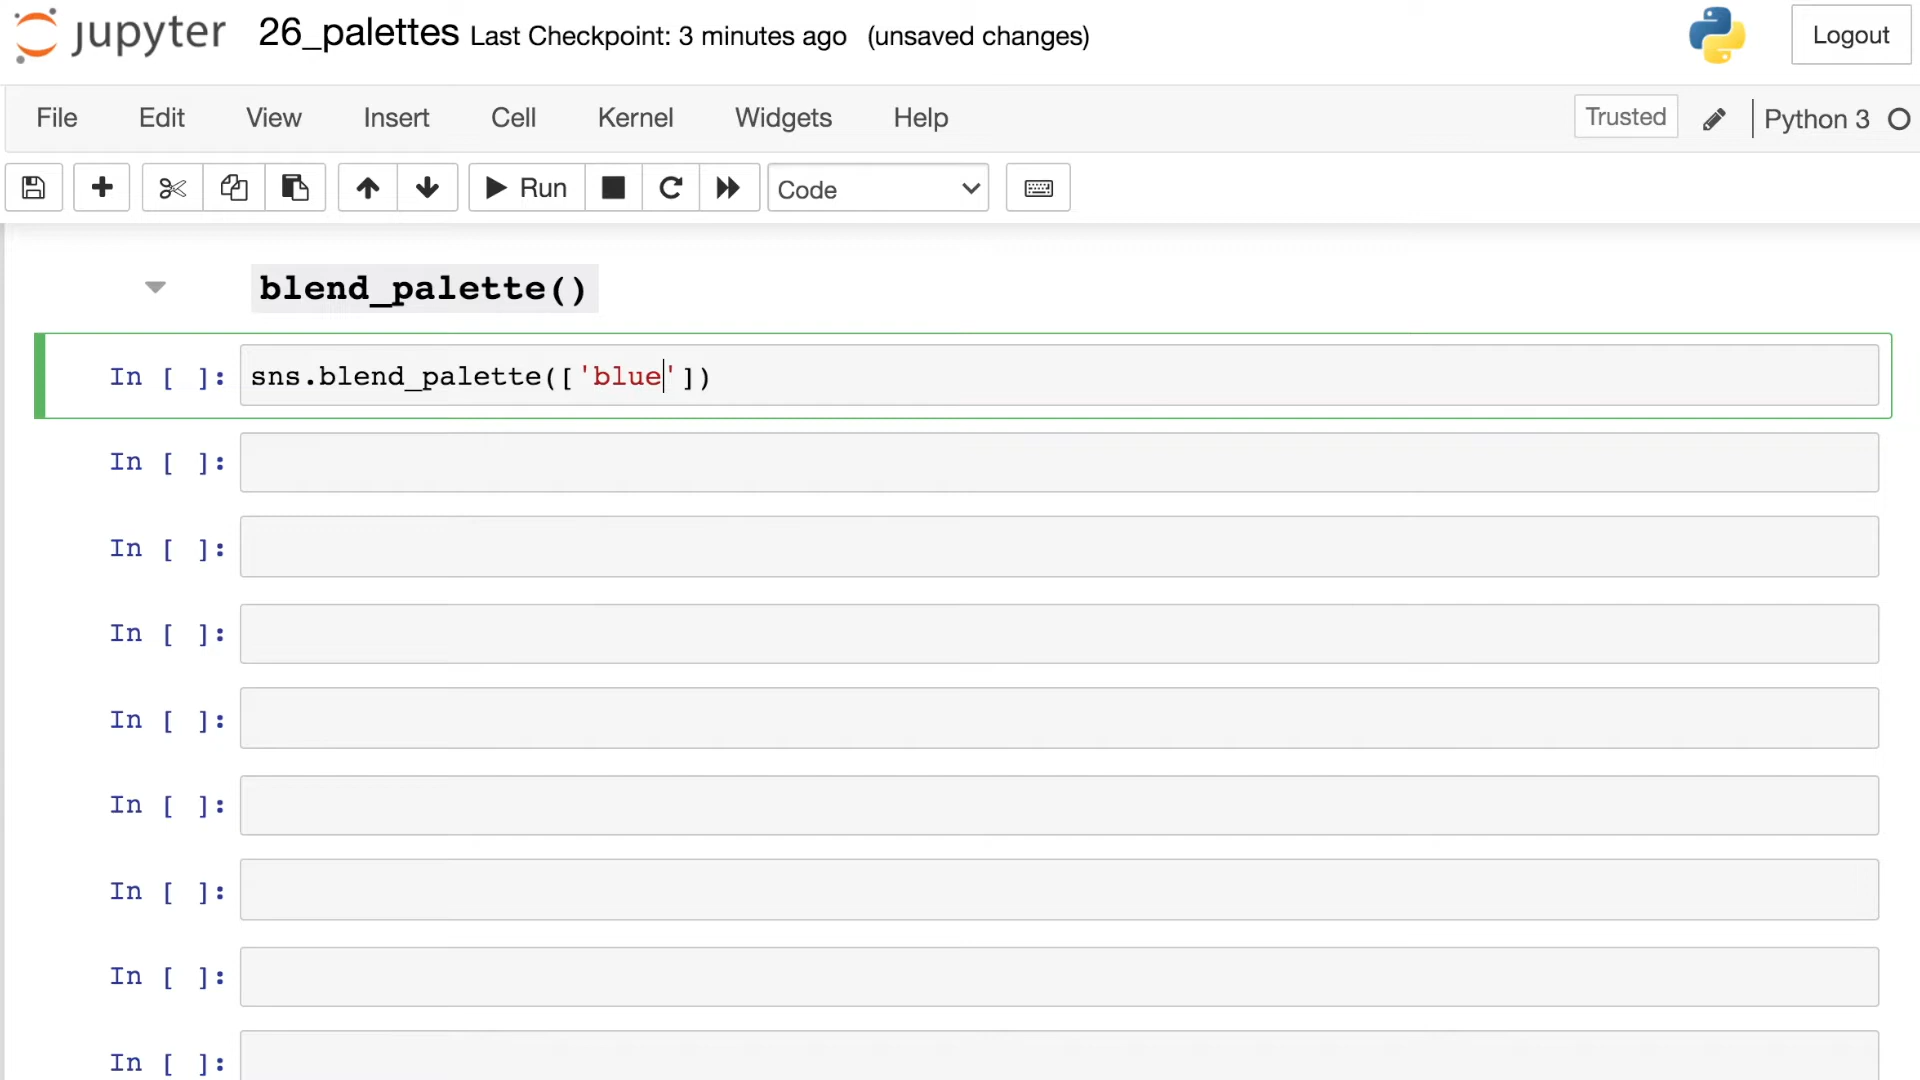 jupyter 26_palettes Last Checkpoint: 3 minutes ago (unsaved changes) Logout
File Edit View Insert Cell Kernel Widgets Help Trusted Python 3
Run Code
blend_palette()
In [ ]: sns.blend_palette(['blue'])
In [ ]:
In [ ]:
In [ ]:
In [ ]:
In [ ]:
In [ ]:
In [ ]:
In [ ]: